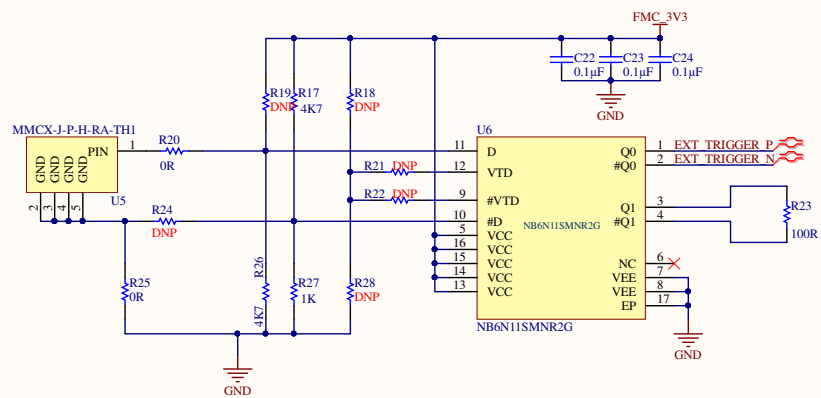 FMC_3V3
C22
0.1µF
C23
0.1µF
C24
0.1µF
GND
R19
DNP
R17
4K7
R18
DNP
MMCX-J-P-H-RA-TH1
GND
GND
GND
GND
PIN
1
2
3
4
5
U5
R20
0R
R21
DNP
R22
DNP
R24
DNP
R25
0R
R26
4K7
R27
1K
R28
DNP
GND
U6
11
D
12
VTD
9
#VTD
10
#D
5
VCC
16
VCC
15
VCC
14
VCC
13
VCC
NB6N11SMNR2G
Q0
1
EXT_TRIGGER_P
#Q0
2
EXT_TRIGGER_N
Q1
3
#Q1
4
R23
100R
NC
6
VEE
7
VEE
8
EP
17
NB6N11SMNR2G
GND